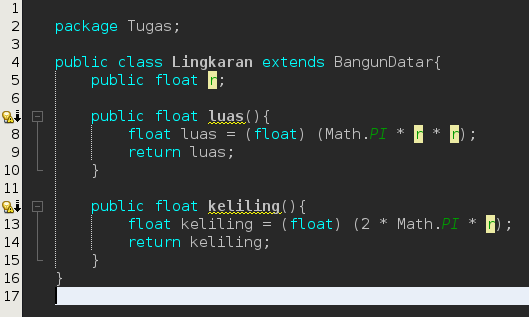 1
2 package Tugas;
3
4 public class Lingkaran extends BangunDatar{
5 public float r;
6
public float luas(){
8 float luas = (float) (Math.PI * r * r);
9 return luas;
10 }
11
public float keliling(){
13 float keliling = (float) (2 * Math.PI * r);
14 return keliling;
15 }
16 }
17